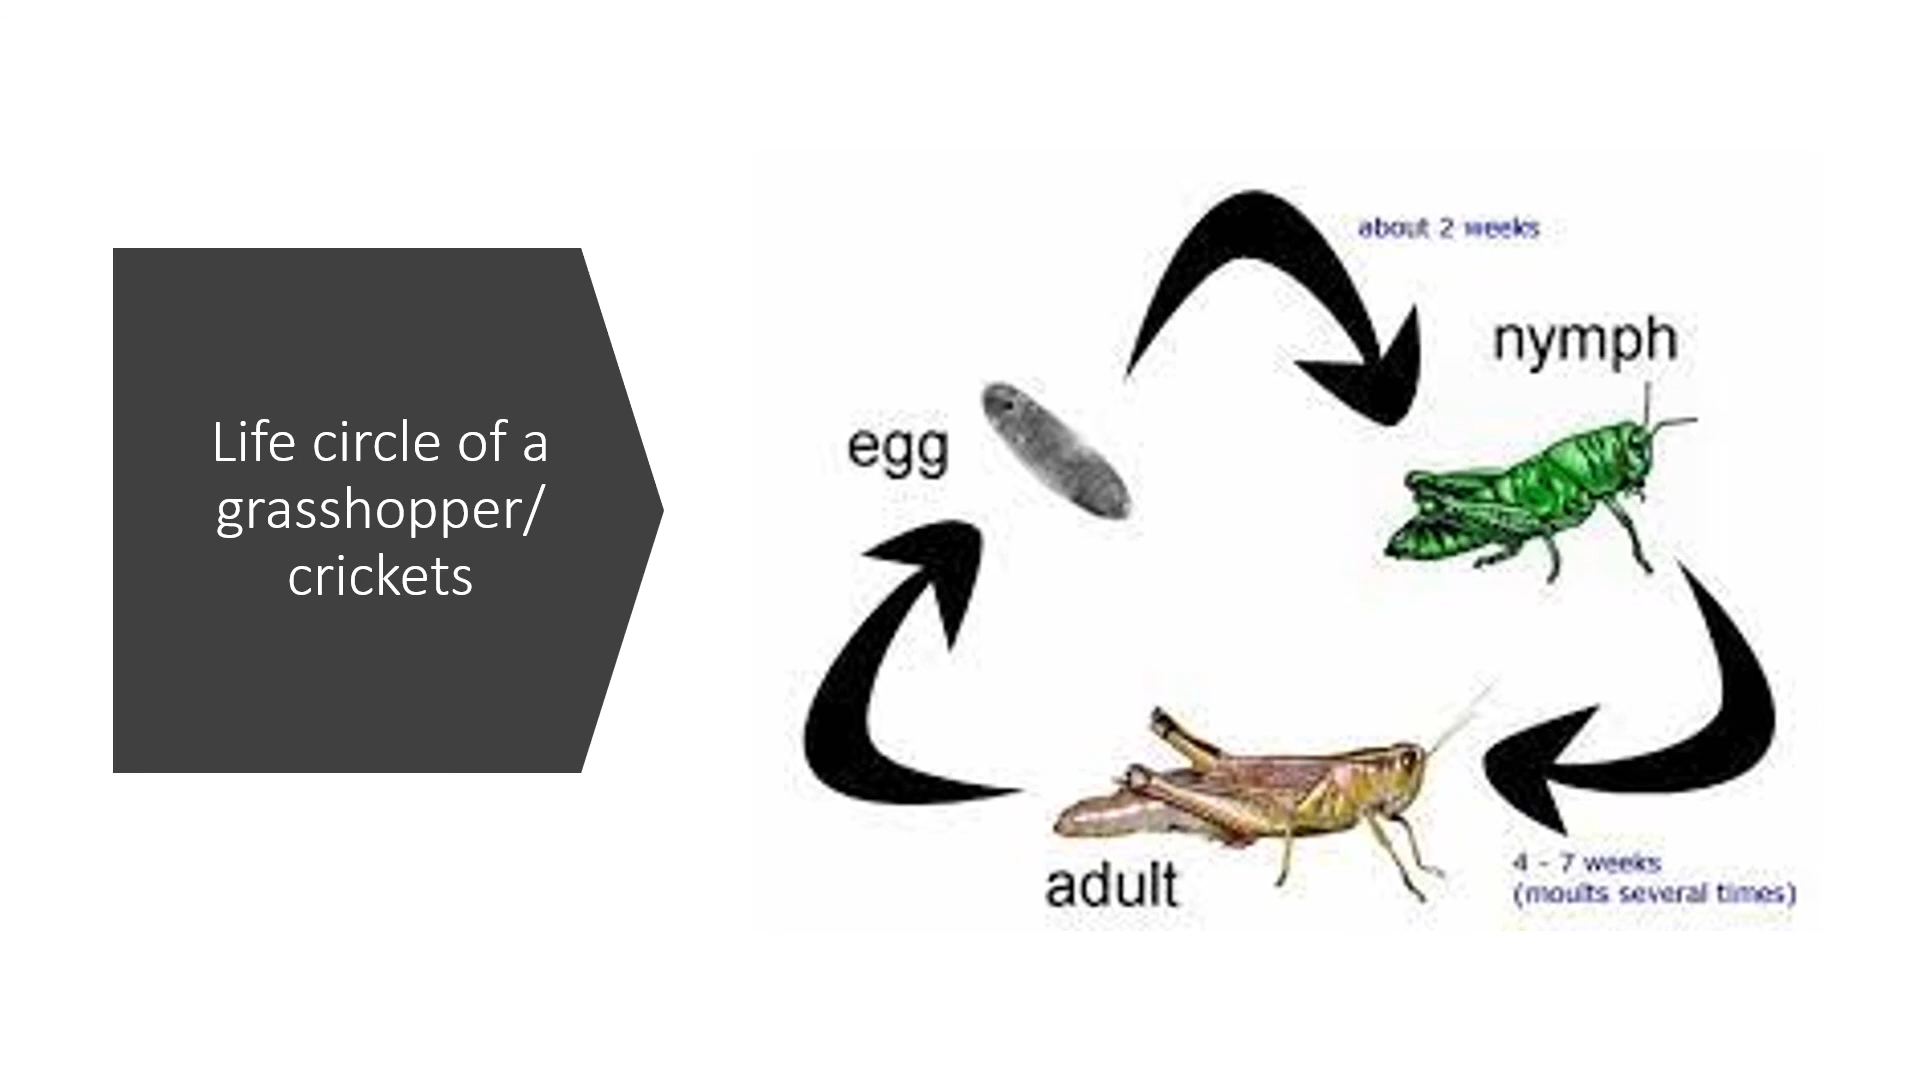 Life circle of a
grasshopper/
crickets
about 2 weeks
nymph
egg
adult
4 - 7 weeks
(moults several times)